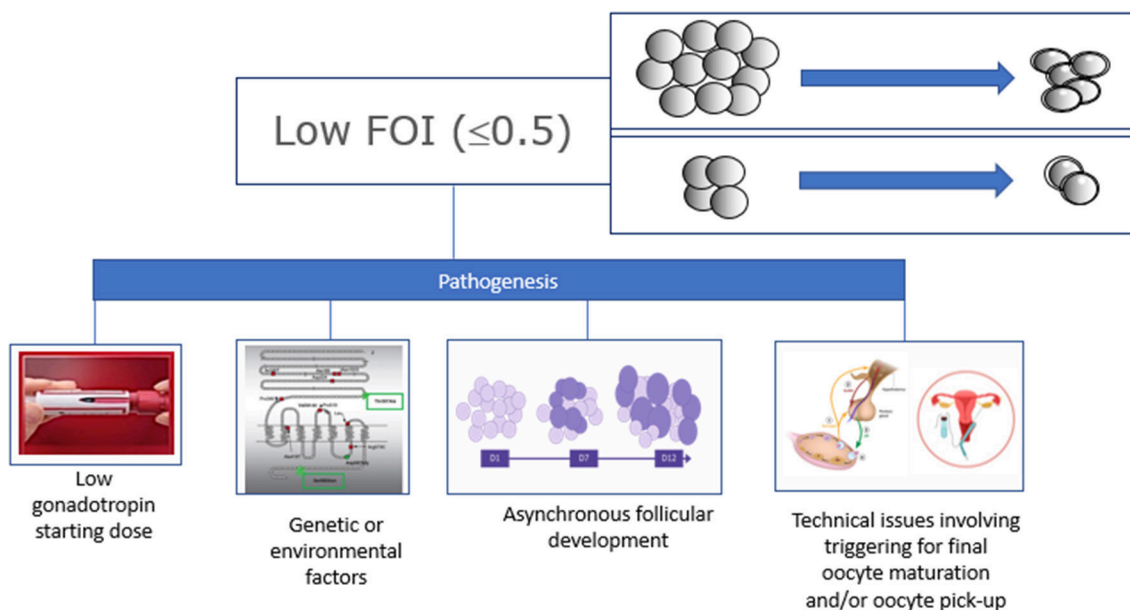 Low FOI (≤0.5)
Pathogenesis
Low
gonadotropin
starting dose
Genetic or
environmental
factors
D1
D7
D12
Asynchronous follicular
development
Technical issues involving
triggering for final
oocyte maturation
and/or oocyte pick-up